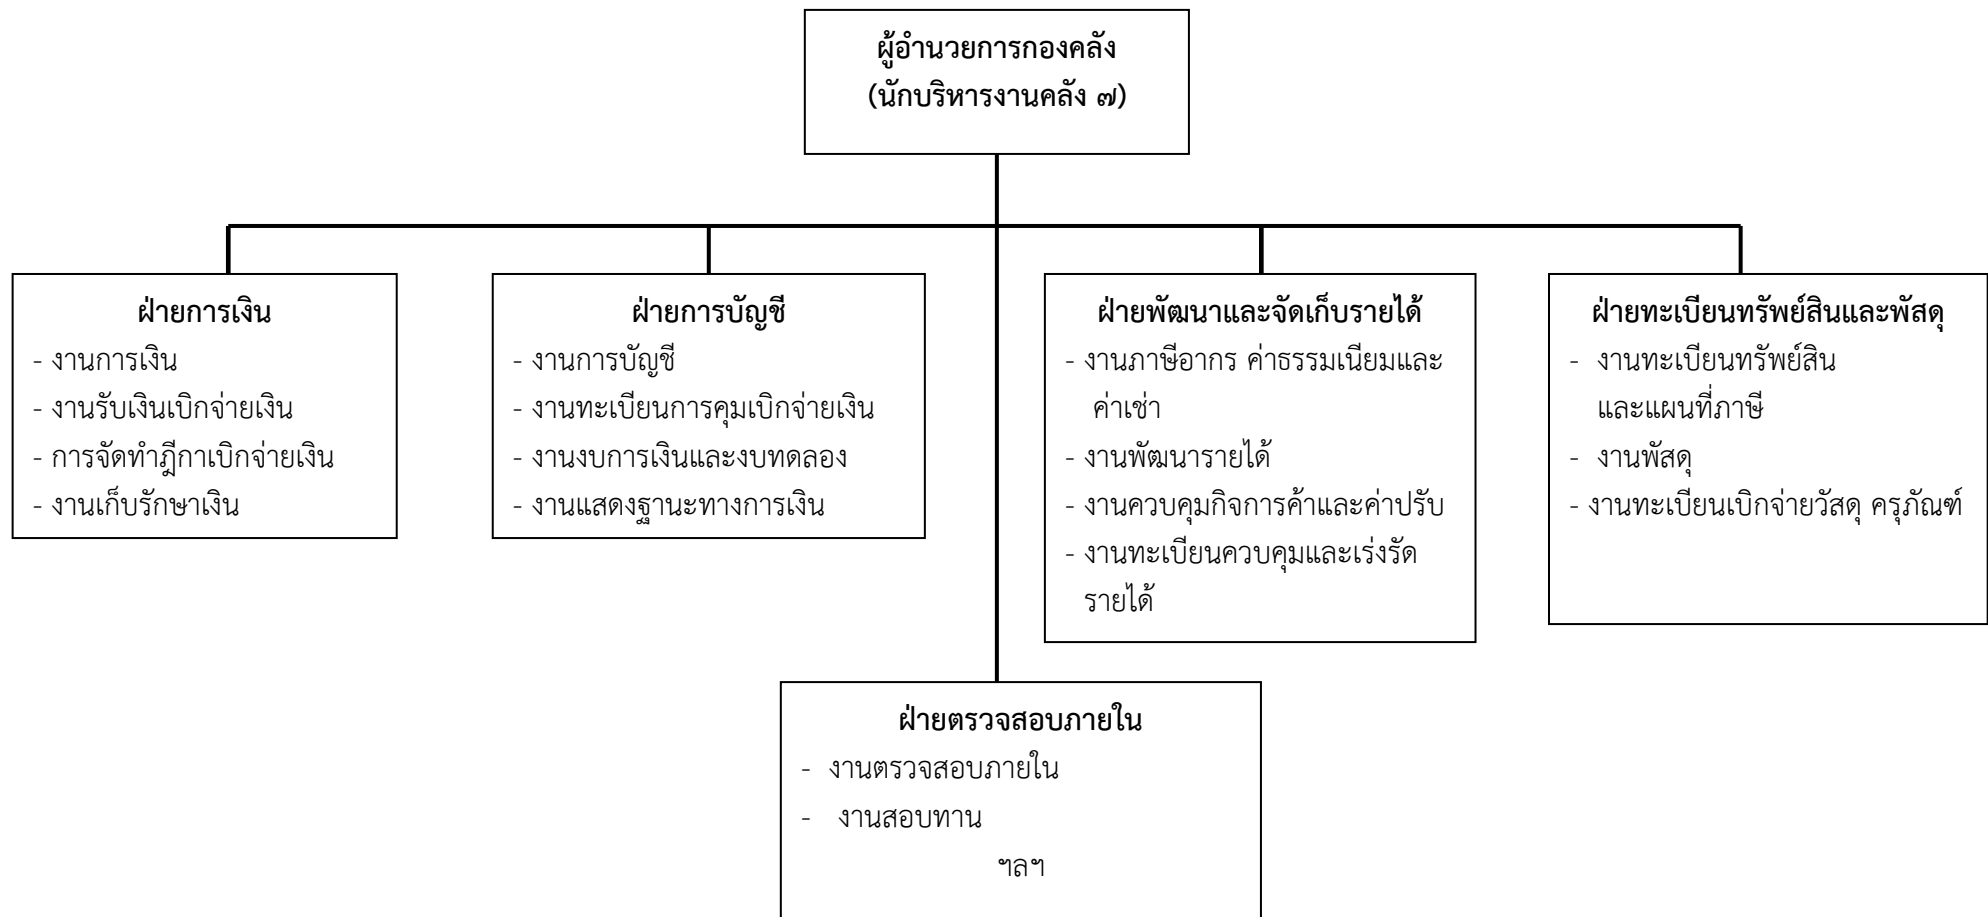 ผู้อำนวยการกองคลัง
(นักบริหารงานคลัง ๗)
ฝ่ายการเงิน
- งานการเงิน
- งานรับเงินเบิกจ่ายเงิน
- การจัดทำฎีกาเบิกจ่ายเงิน
- งานเก็บรักษาเงิน
ฝ่ายการบัญชี
- งานการบัญชี
- งานทะเบียนการคุมเบิกจ่ายเงิน
- งานงบการเงินและงบทดลอง
- งานแสดงฐานะทางการเงิน
ฝ่ายพัฒนาและจัดเก็บรายได้
- งานภาษีอากร ค่าธรรมเนียมและ
ค่าเช่า
- งานพัฒนารายได้
- งานควบคุมกิจการค้าและค่าปรับ
- งานทะเบียนควบคุมและเร่งรัด
รายได้
ฝ่ายทะเบียนทรัพย์สินและพัสดุ
- งานทะเบียนทรัพย์สิน
และแผนที่ภาษี
- งานพัสดุ
- งานทะเบียนเบิกจ่ายวัสดุ ครุภัณฑ์
ฝ่ายตรวจสอบภายใน
- งานตรวจสอบภายใน
- งานสอบทาน
ฯลฯ